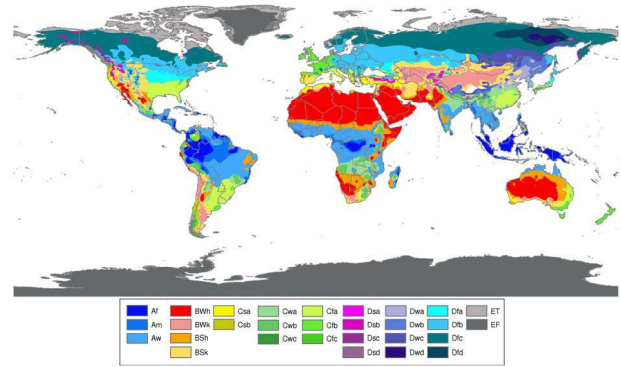 Af BWh Csa Cwa Cfa Dsa Dwa Dfa ET
Am BWk Csb Cwb Cfb Dsb Dwb Dfb EF
Aw BSh Cwc Cfc Dsc Dwc Dfc
BSk Dsd Dwd Dfd